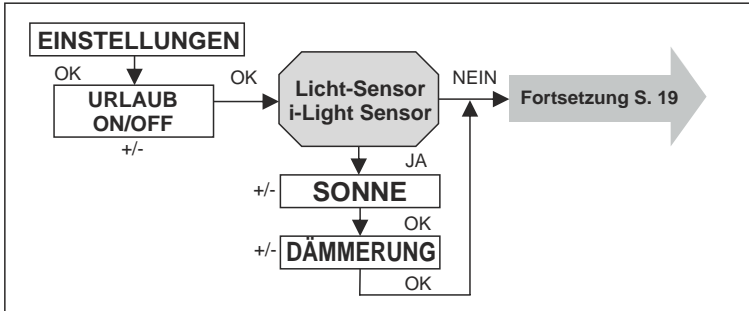 EINSTELLUNGEN
OK
URLAUB
ON/OFF
+/-
OK
Licht-Sensor
i-Light Sensor
NEIN
Fortsetzung S. 19
JA
+/-
SONNE
OK
+/-
DÄMMERUNG
OK